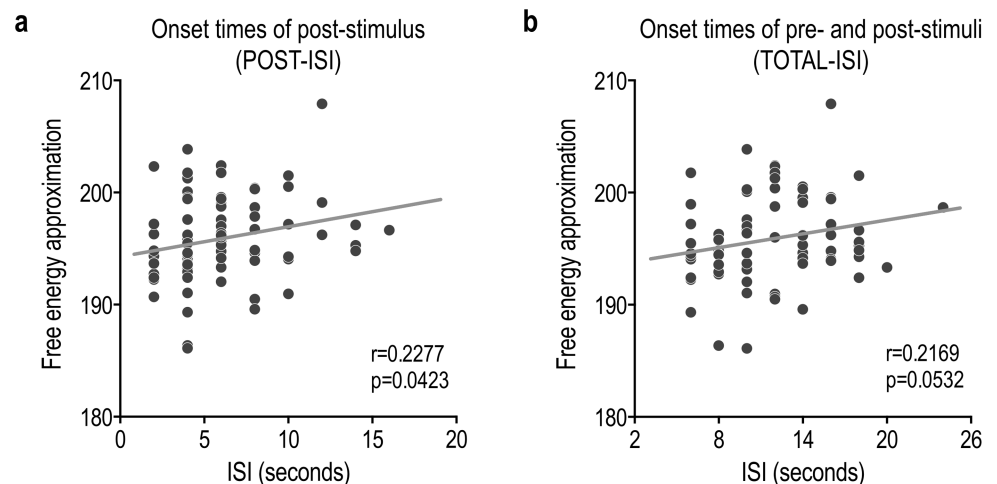 a
Onset times of post-stimulus
(POST-ISI)
Free energy approximation
210
200
190
180
0 5 10 15 20
r=0.2277
p=0.0423
ISI (seconds)
b
Onset times of pre- and post-stimuli
(TOTAL-ISI)
Free energy approximation
210
200
190
180
2 8 14 20 26
r=0.2169
p=0.0532
ISI (seconds)